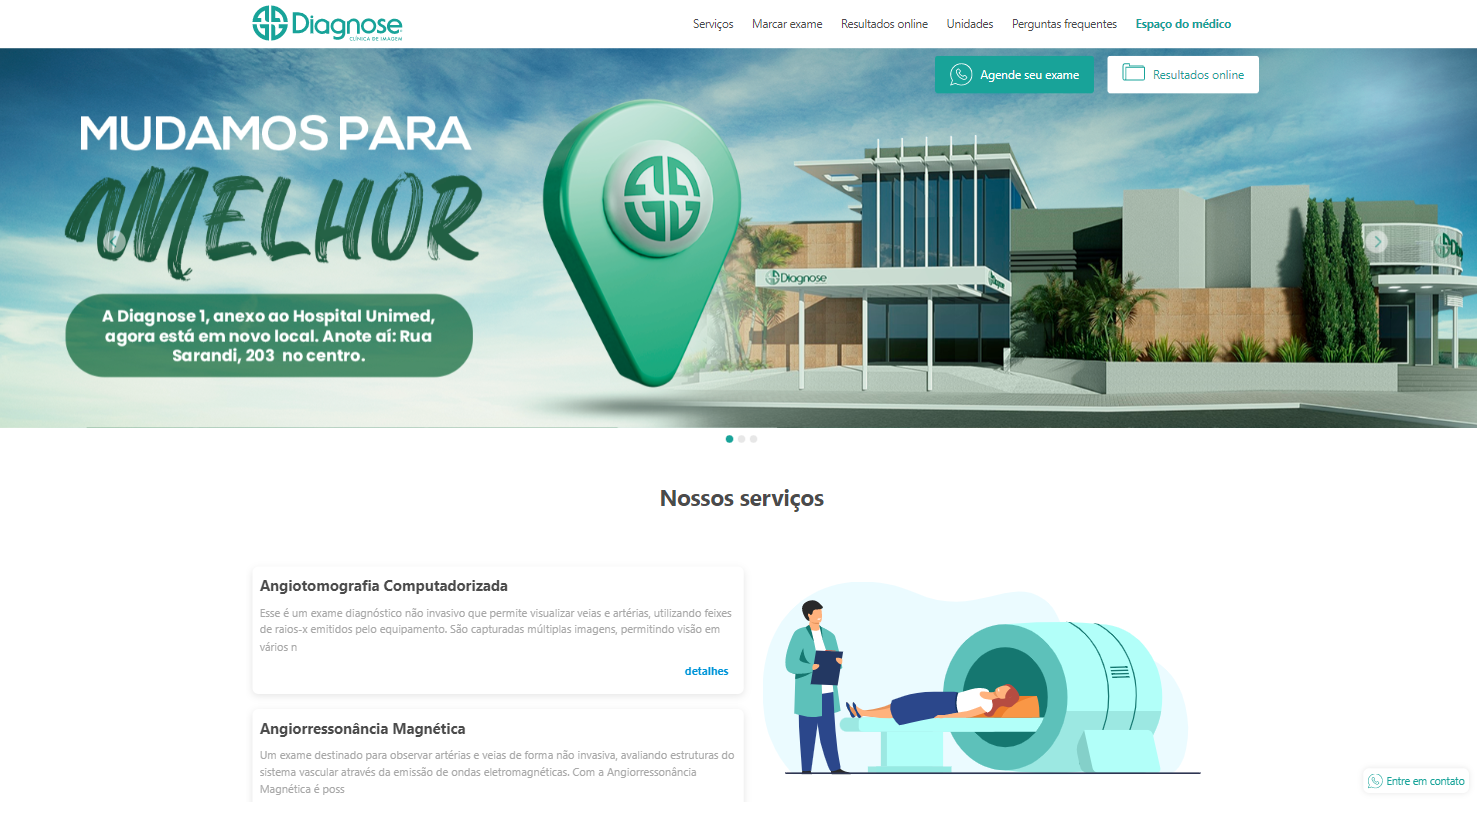 Diagnose
CLÍNICA DE IMAGEM
Serviços
Marcar exame
Resultados online
Unidades
Perguntas frequentes
Espaço do médico
Agende seu exame
Resultados online
MUDAMOS PARA
MELHOR
A Diagnose 1, anexo ao Hospital Unimed,
agora está em novo local. Anote aí: Rua
Sarandi, 203 no centro.
Diagnose
Nossos serviços
Angiotomografia Computadorizada
Esse é um exame diagnóstico não invasivo que permite visualizar veias e artérias, utilizando feixes
de raios-x emitidos pelo equipamento. São capturadas múltiplas imagens, permitindo visão em
vários n
detalhes
Angiorressonância Magnética
Um exame destinado para observar artérias e veias de forma não invasiva, avaliando estruturas do
sistema vascular através da emissão de ondas eletromagnéticas. Com a Angiorressonância
Magnética é poss
Entre em contato